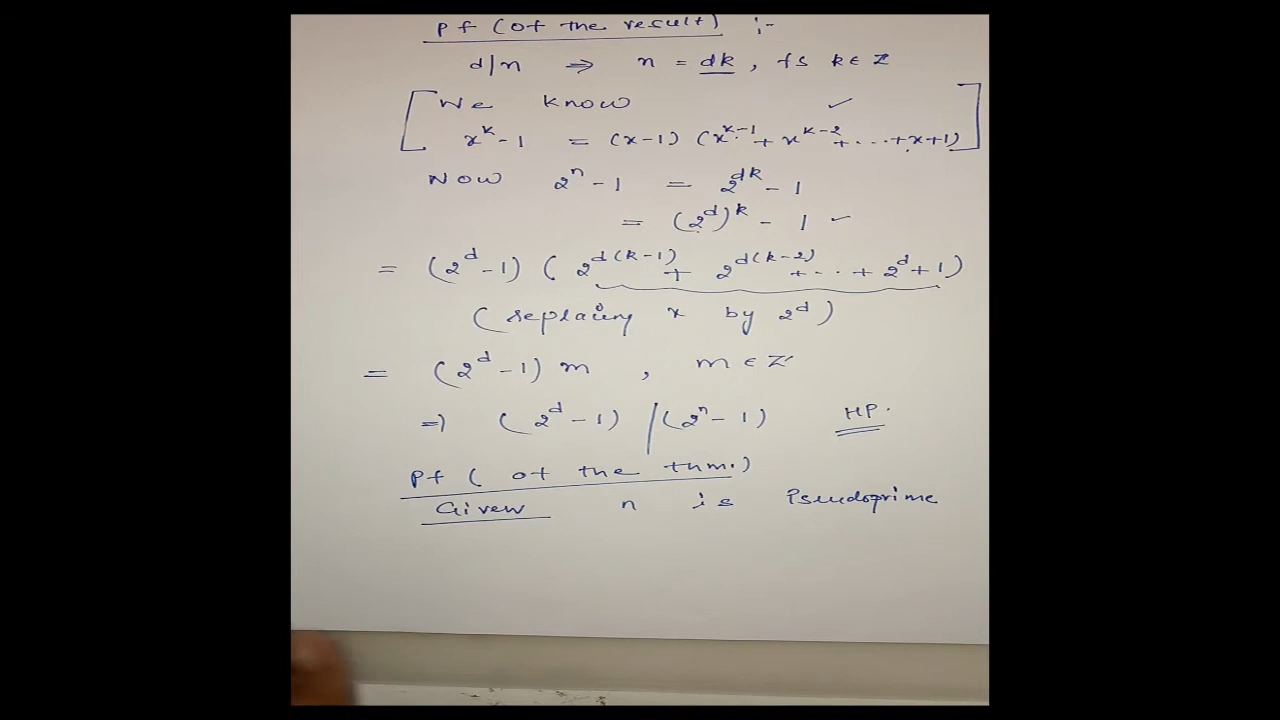 Pf (of the result) :-
d/n ⇒ n = dk, fs k ∈ Z
[We know ✓
x^k - 1 = (x-1) (x^{k-1} + x^{k-2} + ... + x + 1)]
Now 2^n - 1 = 2^{dk} - 1
= (2^d)^k - 1 ✓
= (2^d - 1) (2^{d(k-1)} + 2^{d(k-2)} + ... + 2^d + 1)
(replacing x by 2^d)
= (2^d - 1) m , m ∈ Z
⇒ (2^d - 1) / (2^n - 1) HP.
Pf (of the thm.)
Given n is Pseudoprime